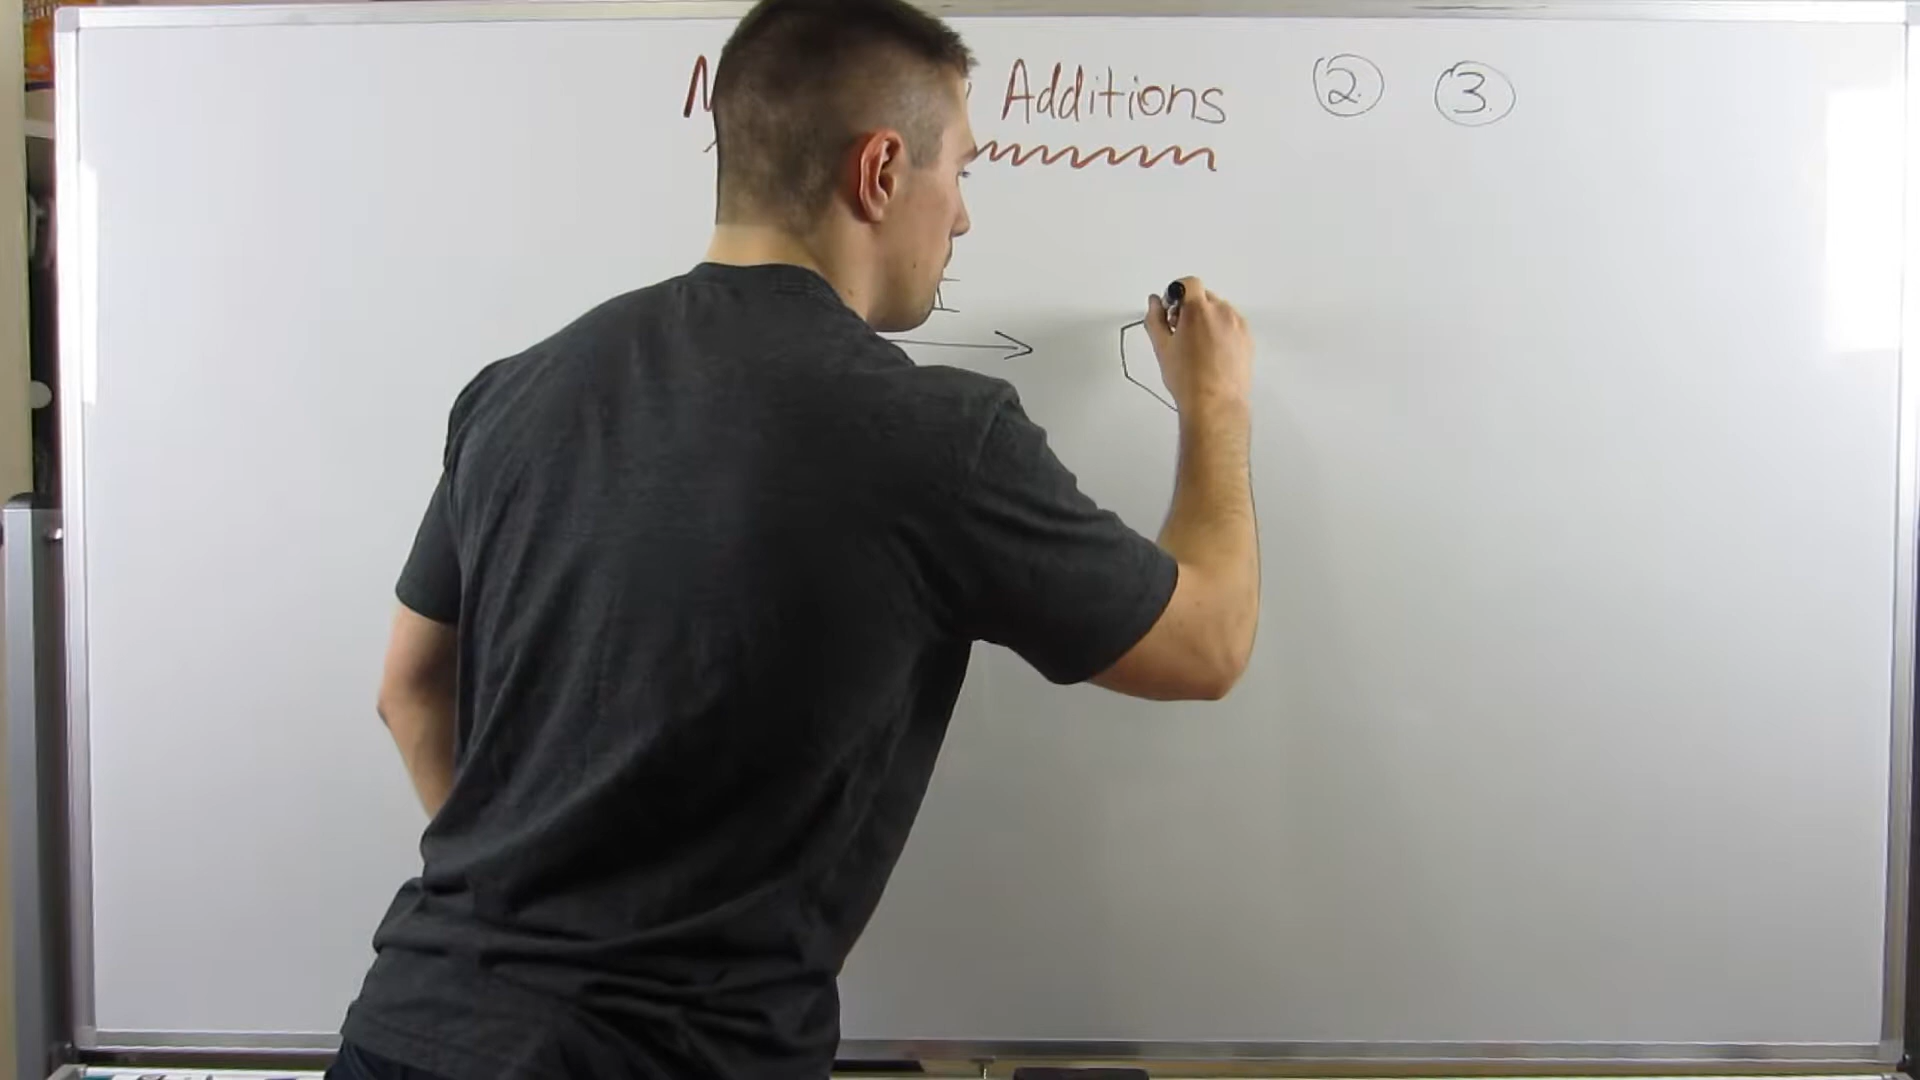 Additions ② ③
I